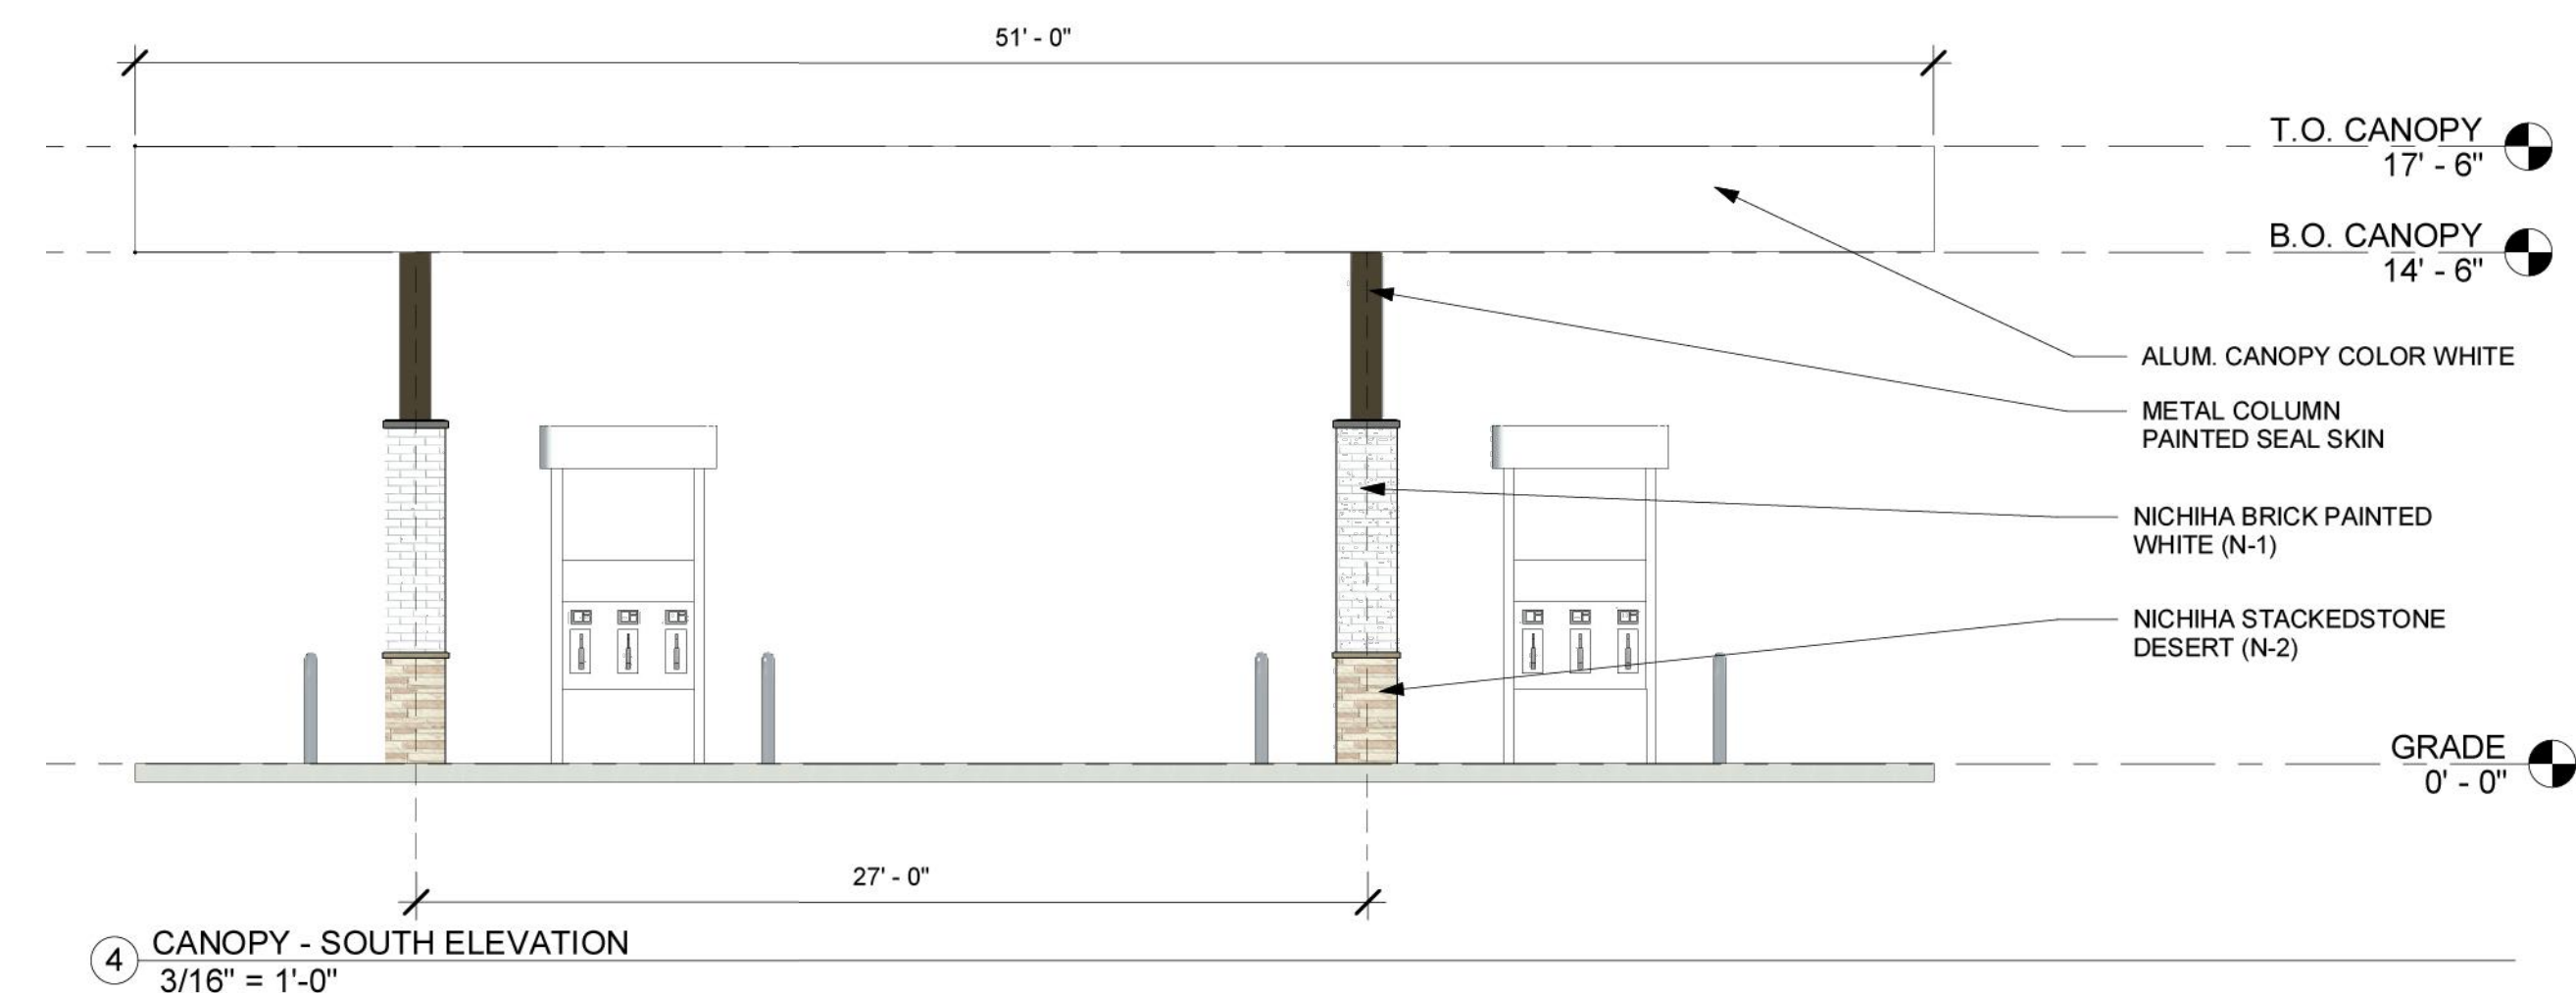 51' - 0"
T.O. CANOPY
17' - 6"
B.O. CANOPY
14' - 6"
ALUM. CANOPY COLOR WHITE
METAL COLUMN
PAINTED SEAL SKIN
NICHIHA BRICK PAINTED
WHITE (N-1)
NICHIHA STACKEDSTONE
DESERT (N-2)
GRADE
0' - 0"
27' - 0"
4 CANOPY - SOUTH ELEVATION
3/16" = 1'-0"